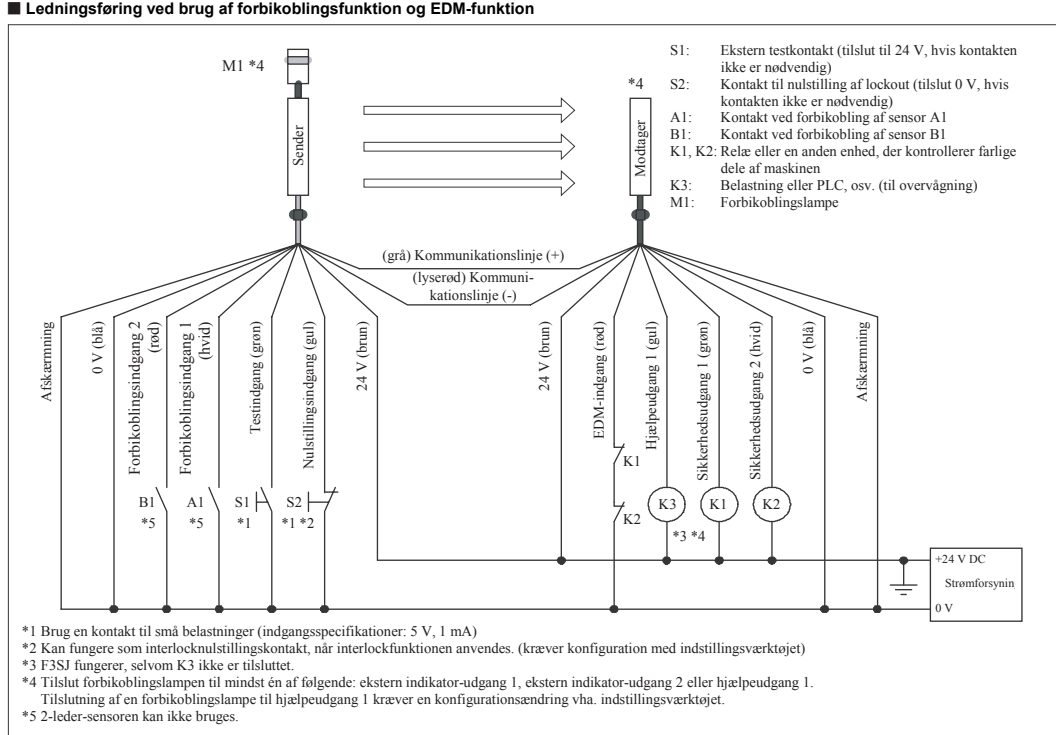 ■ Ledningsføring ved brug af forbikoblingsfunktion og EDM-funktion
M1 *4
Sender
*4
Modtager
S1: Ekstern testkontakt (tilslut til 24 V, hvis kontakten
ikke er nødvendig)
S2: Kontakt til nulstilling af lockout (tilslut 0 V, hvis
kontakten ikke er nødvendig)
A1: Kontakt ved forbikobling af sensor A1
B1: Kontakt ved forbikobling af sensor B1
K1, K2: Relæ eller en anden enhed, der kontrollerer farlige
dele af maskinen
K3: Belastning eller PLC, osv. (til overvågning)
M1: Forbikoblingslampe
(grå) Kommunikationslinje (+)
(lyserød) Kommuni-
kationslinje (-)
Afskærmning
0 V (blå)
Forbikoblingsindgang 2
(rød)
Forbikoblingsindgang 1
(hvid)
Testindgang (grøn)
Nulstillingsindgang (gul)
24 V (brun)
24 V (brun)
EDM-indgang (rød)
Hjælpeudgang 1 (gul)
Sikkerhedsudgang 1 (grøn)
Sikkerhedsudgang 2 (hvid)
0 V (blå)
Afskærmning
B1
*5
A1
*5
S1
*1
S2
*1 *2
K1
K2
K3
K1
K2
*3 *4
+24 V DC
Strømforsynin
0 V
*1 Brug en kontakt til små belastninger (indgangsspecifikationer: 5 V, 1 mA)
*2 Kan fungere som interlocknulstillingskontakt, når interlockfunktionen anvendes. (kræver konfiguration med indstillingsværktøjet)
*3 F3SJ fungerer, selvom K3 ikke er tilsluttet.
*4 Tilslut forbikoblingslampen til mindst én af følgende: ekstern indikator-udgang 1, ekstern indikator-udgang 2 eller hjælpeudgang 1.
Tilslutning af en forbikoblingslampe til hjælpeudgang 1 kræver en konfigurationsændring vha. indstillingsværktøjet.
*5 2-leder-sensoren kan ikke bruges.